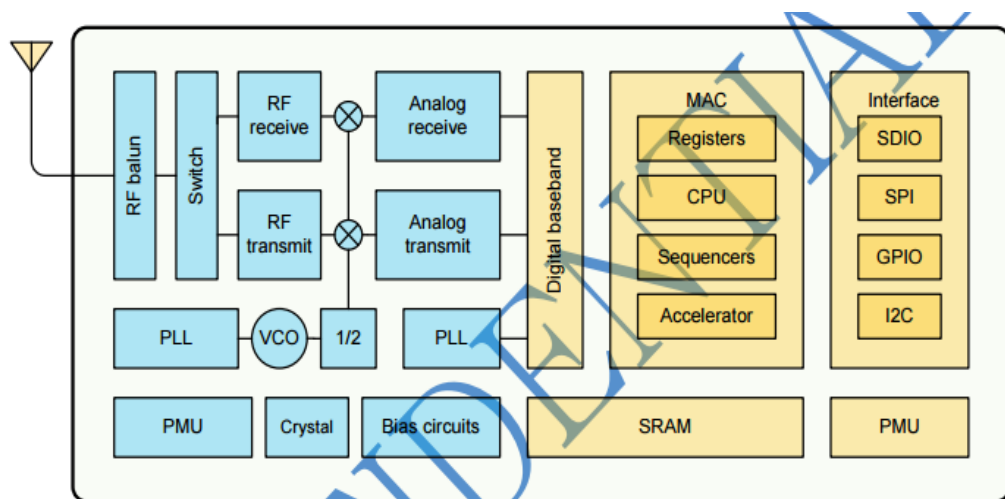 RF balun
Switch
RF
receive
Analog
receive
RF
transmit
Analog
transmit
Digital baseband
MAC
Registers
CPU
Sequencers
Accelerator
Interface
SDIO
SPI
GPIO
I2C
PLL
VCO
1/2
PLL
PMU
Crystal
Bias circuits
SRAM
PMU
ENDENTIAL